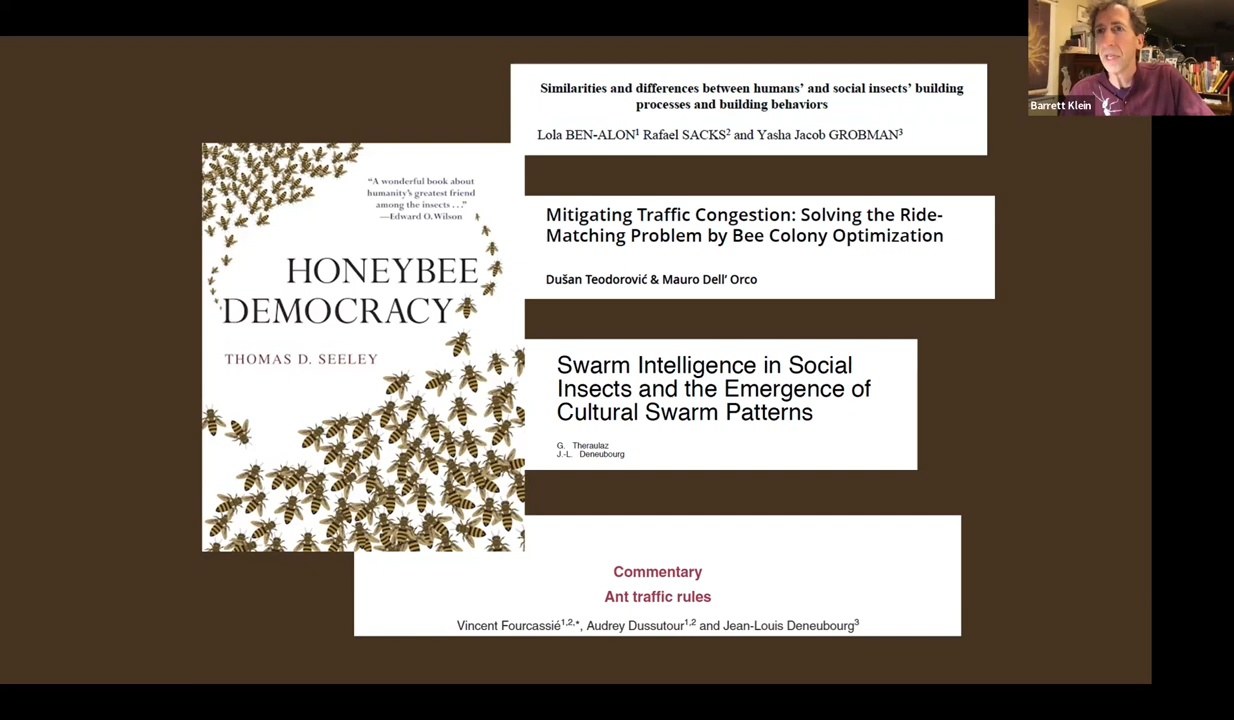 Barrett Klein
Similarities and differences between humans’ and social insects’ building
processes and building behaviors
Lola BEN-ALON¹ Rafael SACKS² and Yasha Jacob GROBMAN³
“A wonderful book about
humanity’s greatest friend
among the insects . . .”
—Edward O. Wilson
HONEYBEE
DEMOCRACY
THOMAS D. SEELEY
Mitigating Traffic Congestion: Solving the Ride-
Matching Problem by Bee Colony Optimization
Dušan Teodorović & Mauro Dell’ Orco
Swarm Intelligence in Social
Insects and the Emergence of
Cultural Swarm Patterns
G. Theraulaz
J.-L. Deneubourg
Commentary
Ant traffic rules
Vincent Fourcassié¹,²,*, Audrey Dussutour¹,² and Jean-Louis Deneubourg³